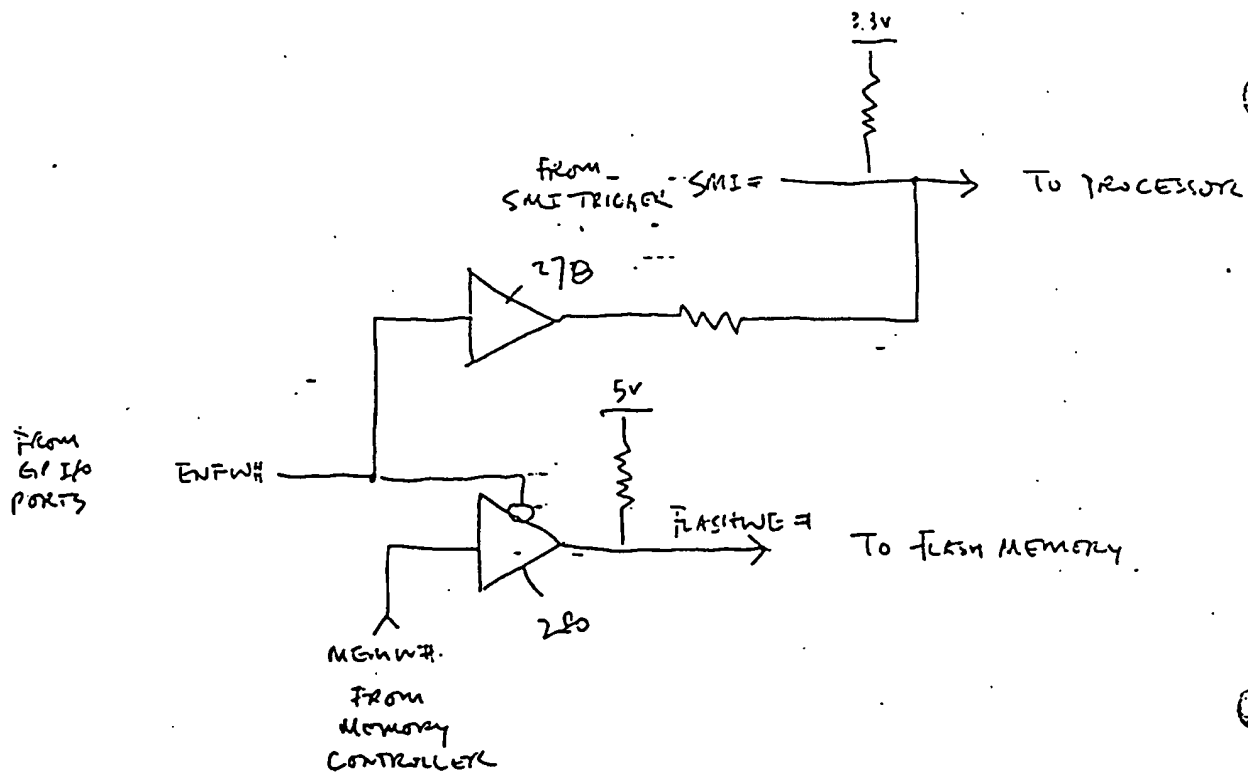 3.3V
FROM
SMI TRIGGER SMI#
TO PROCESSOR
278
5V
FROM
GP I/O
PORTS
ENFW#
FLASHWE#
TO FLASH MEMORY
280
MEMW#
FROM
MEMORY
CONTROLLER